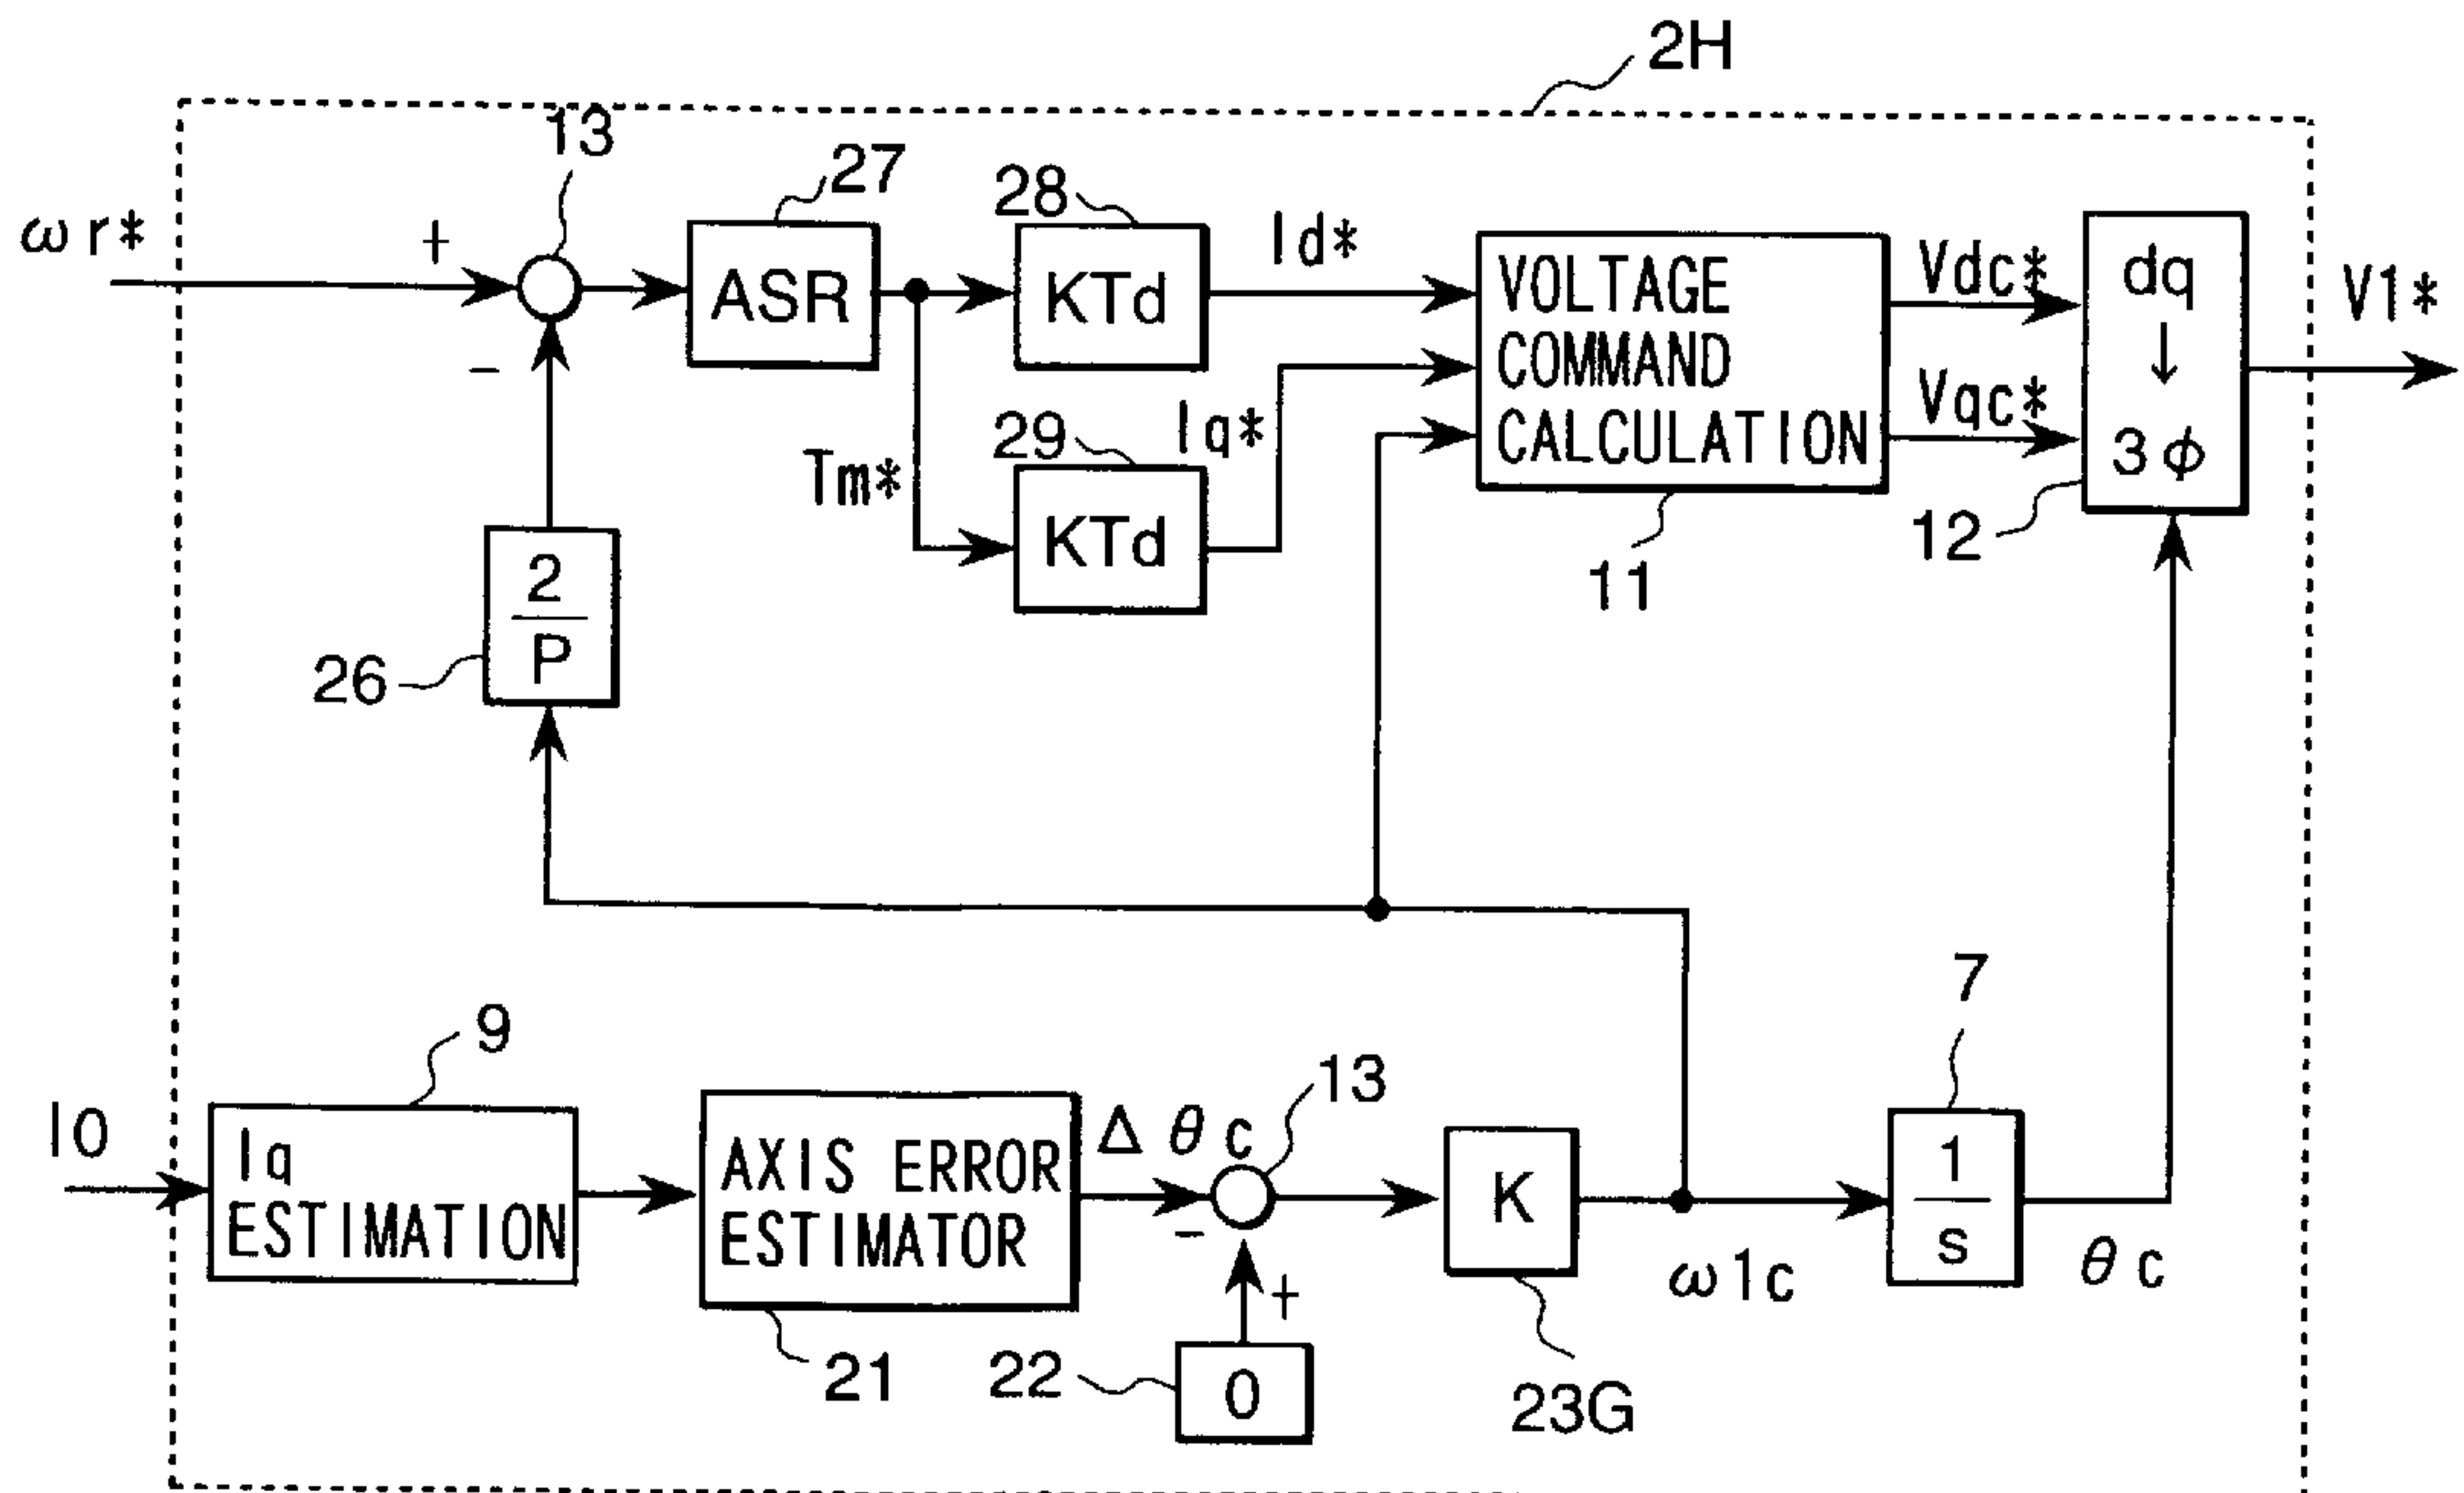 2H
13
27
28
ωr*
+
ASR
KTd
Id*
VOLTAGE
COMMAND
CALCULATION
Vdc*
Vqc*
dq
↓
3φ
V1*
-
Tm*
29
Iq*
KTd
11
12
2
P
26
7
9
I0
Iq
ESTIMATION
AXIS ERROR
ESTIMATOR
Δθc
13
-
+
K
ω1c
1
s
θc
21
22
0
23G